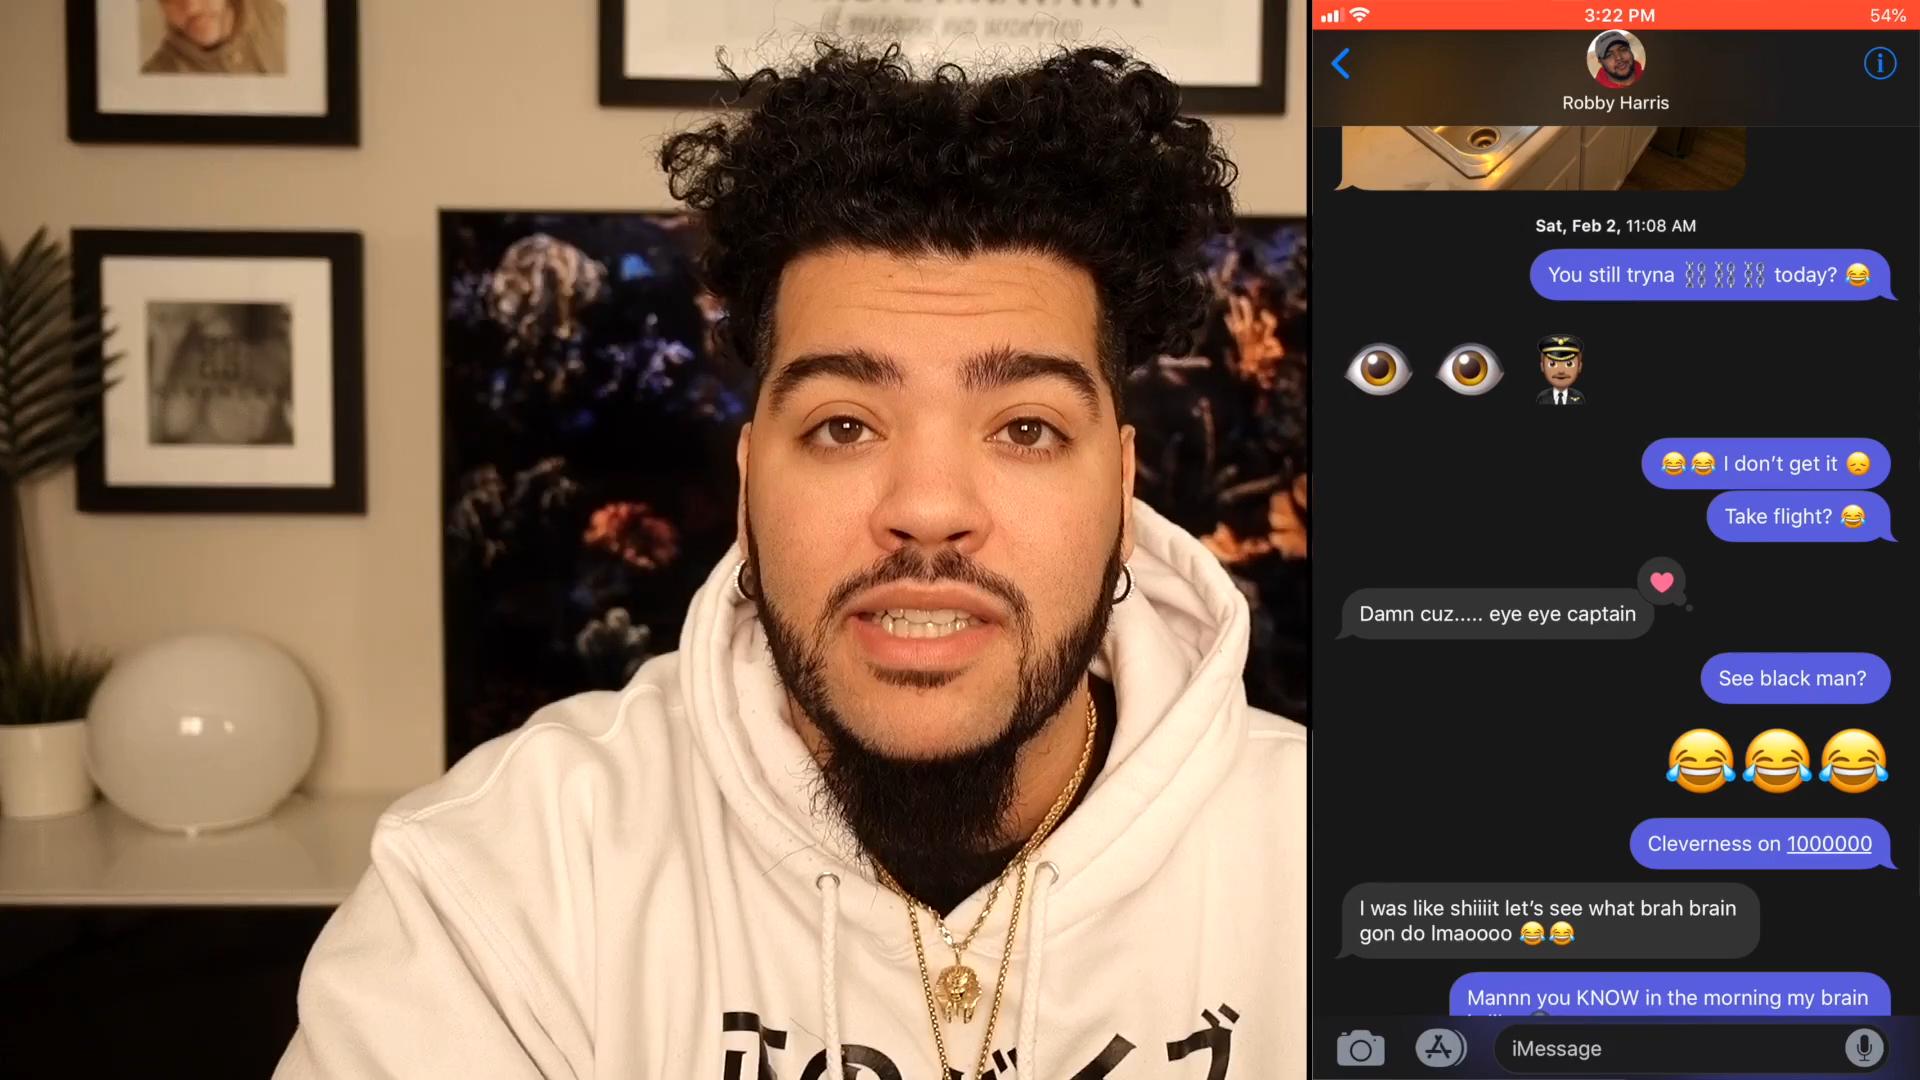 3:22 PM
54%
Robby Harris
Sat, Feb 2, 11:08 AM
You still tryna ⛓⛓⛓ today? 😂
👁 👁 👨🏽‍✈️
😂😂 I don't get it 😞
Take flight? 😂
Damn cuz..... eye eye captain
See black man?
😂😂😂
Cleverness on 1000000
I was like shiiiit let's see what brah brain
gon do lmaoooo 😂😂
Mannn you KNOW in the morning my brain
iMessage